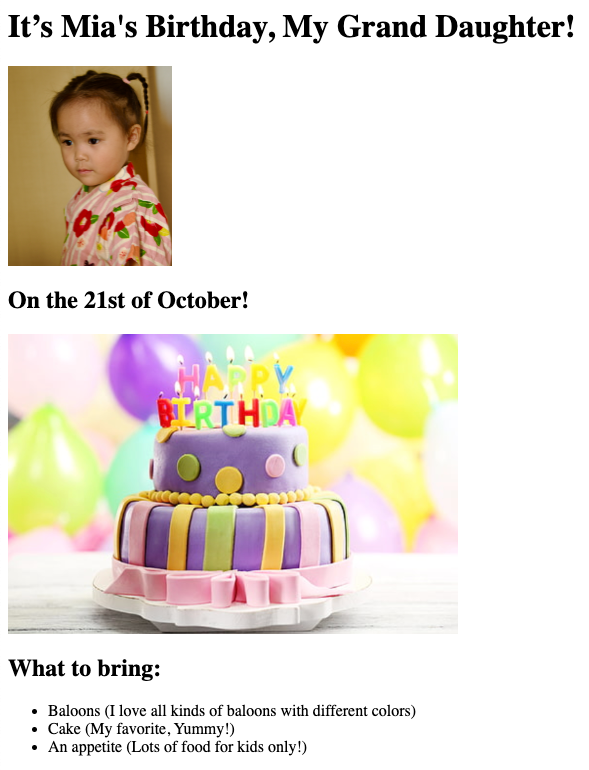 It’s Mia's Birthday, My Grand Daughter!
On the 21st of October!
HAPPY
BIRTHDAY
What to bring:
Baloons (I love all kinds of baloons with different colors)
Cake (My favorite, Yummy!)
An appetite (Lots of food for kids only!)